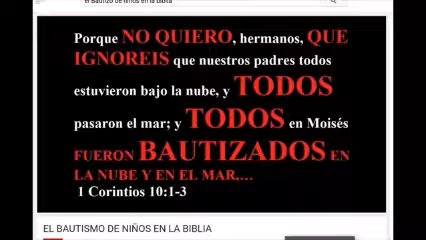 el Bautizo de niños en la biblia
Porque NO QUIERO, hermanos, QUE
IGNOREIS que nuestros padres todos
estuvieron bajo la nube, y TODOS
pasaron el mar; y TODOS en Moisés
FUERON BAUTIZADOS EN
LA NUBE Y EN EL MAR,...
1 Corintios 10:1-3
EL BAUTISMO DE NIÑOS EN LA BIBLIA